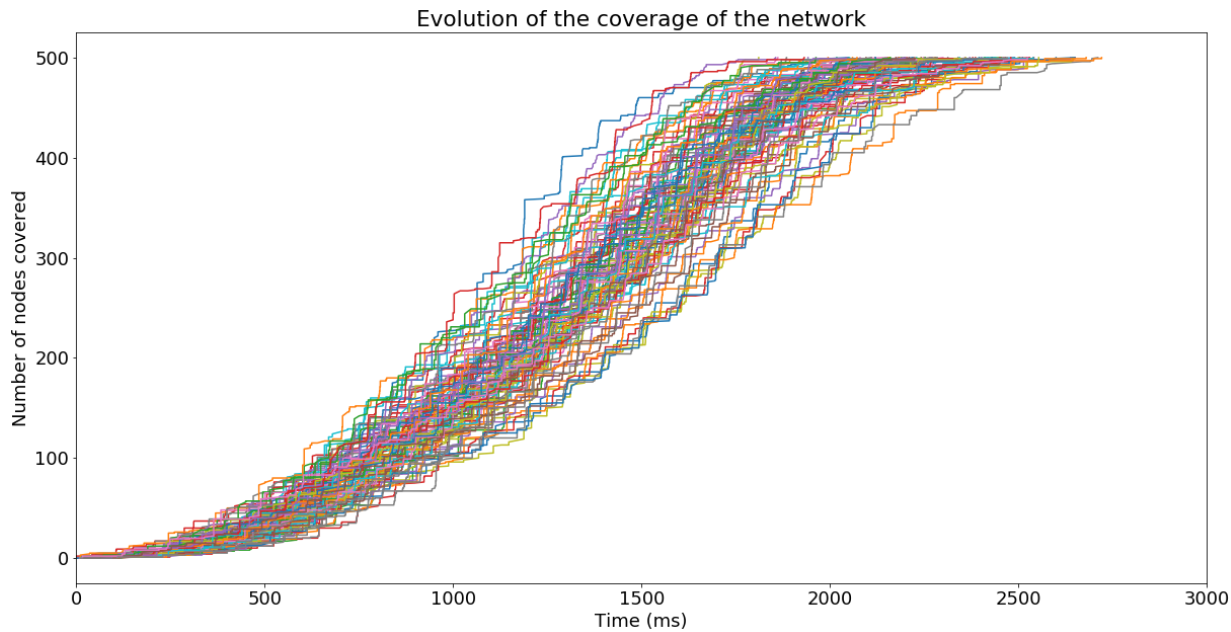 Evolution of the coverage of the network
500
400
300
200
100
0
Number of nodes covered
0 500 1000 1500 2000 2500 3000
Time (ms)